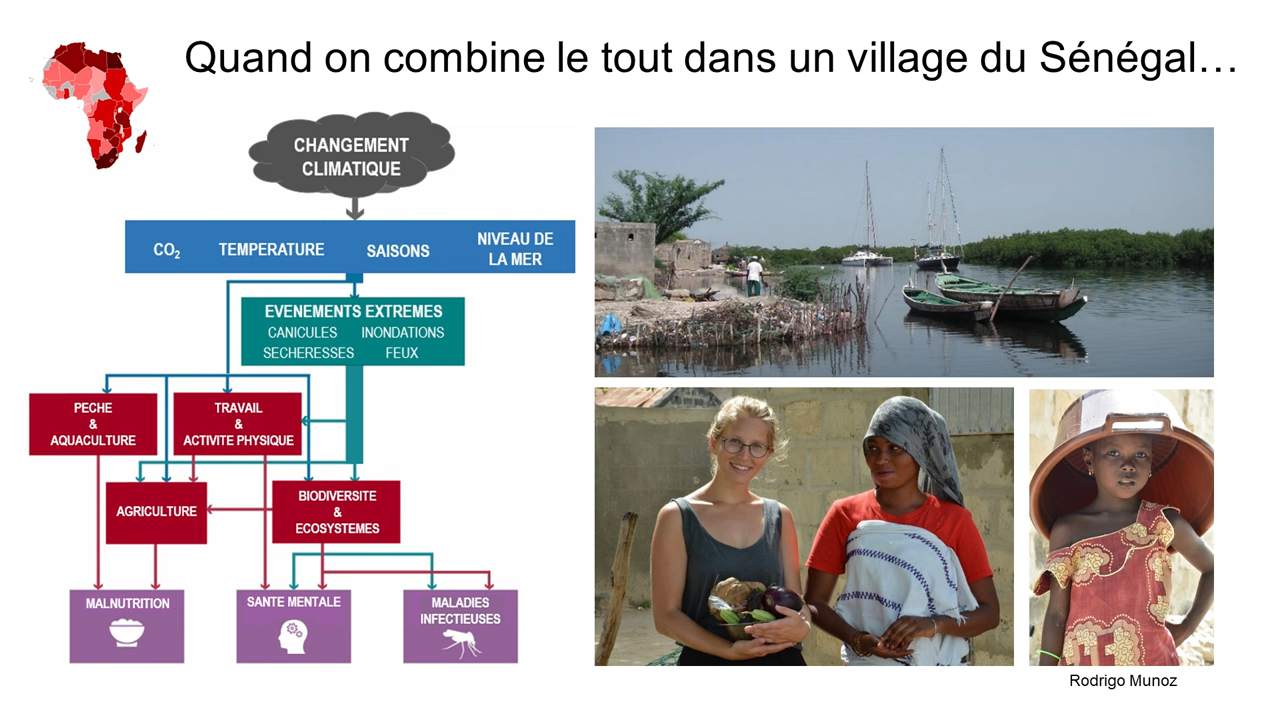 Quand on combine le tout dans un village du Sénégal…
CHANGEMENT
CLIMATIQUE
CO₂
TEMPERATURE
SAISONS
NIVEAU DE
LA MER
EVENEMENTS EXTREMES
CANICULES INONDATIONS
SECHERESSES FEUX
PECHE
&
AQUACULTURE
TRAVAIL
&
ACTIVITE PHYSIQUE
AGRICULTURE
BIODIVERSITE
&
ECOSYSTEMES
MALNUTRITION
SANTE MENTALE
MALADIES
INFECTIEUSES
Rodrigo Munoz